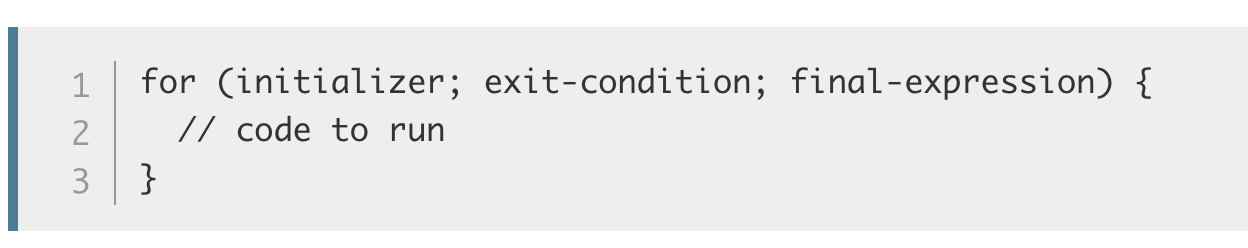 1 for (initializer; exit-condition; final-expression) {
2   // code to run
3 }